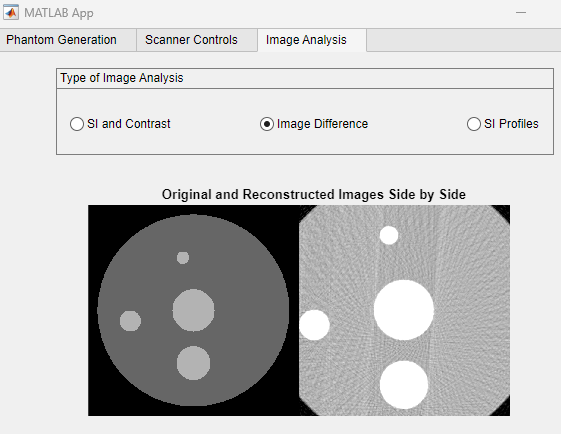 MATLAB App
Phantom Generation Scanner Controls Image Analysis
Type of Image Analysis
SI and Contrast Image Difference SI Profiles
Original and Reconstructed Images Side by Side